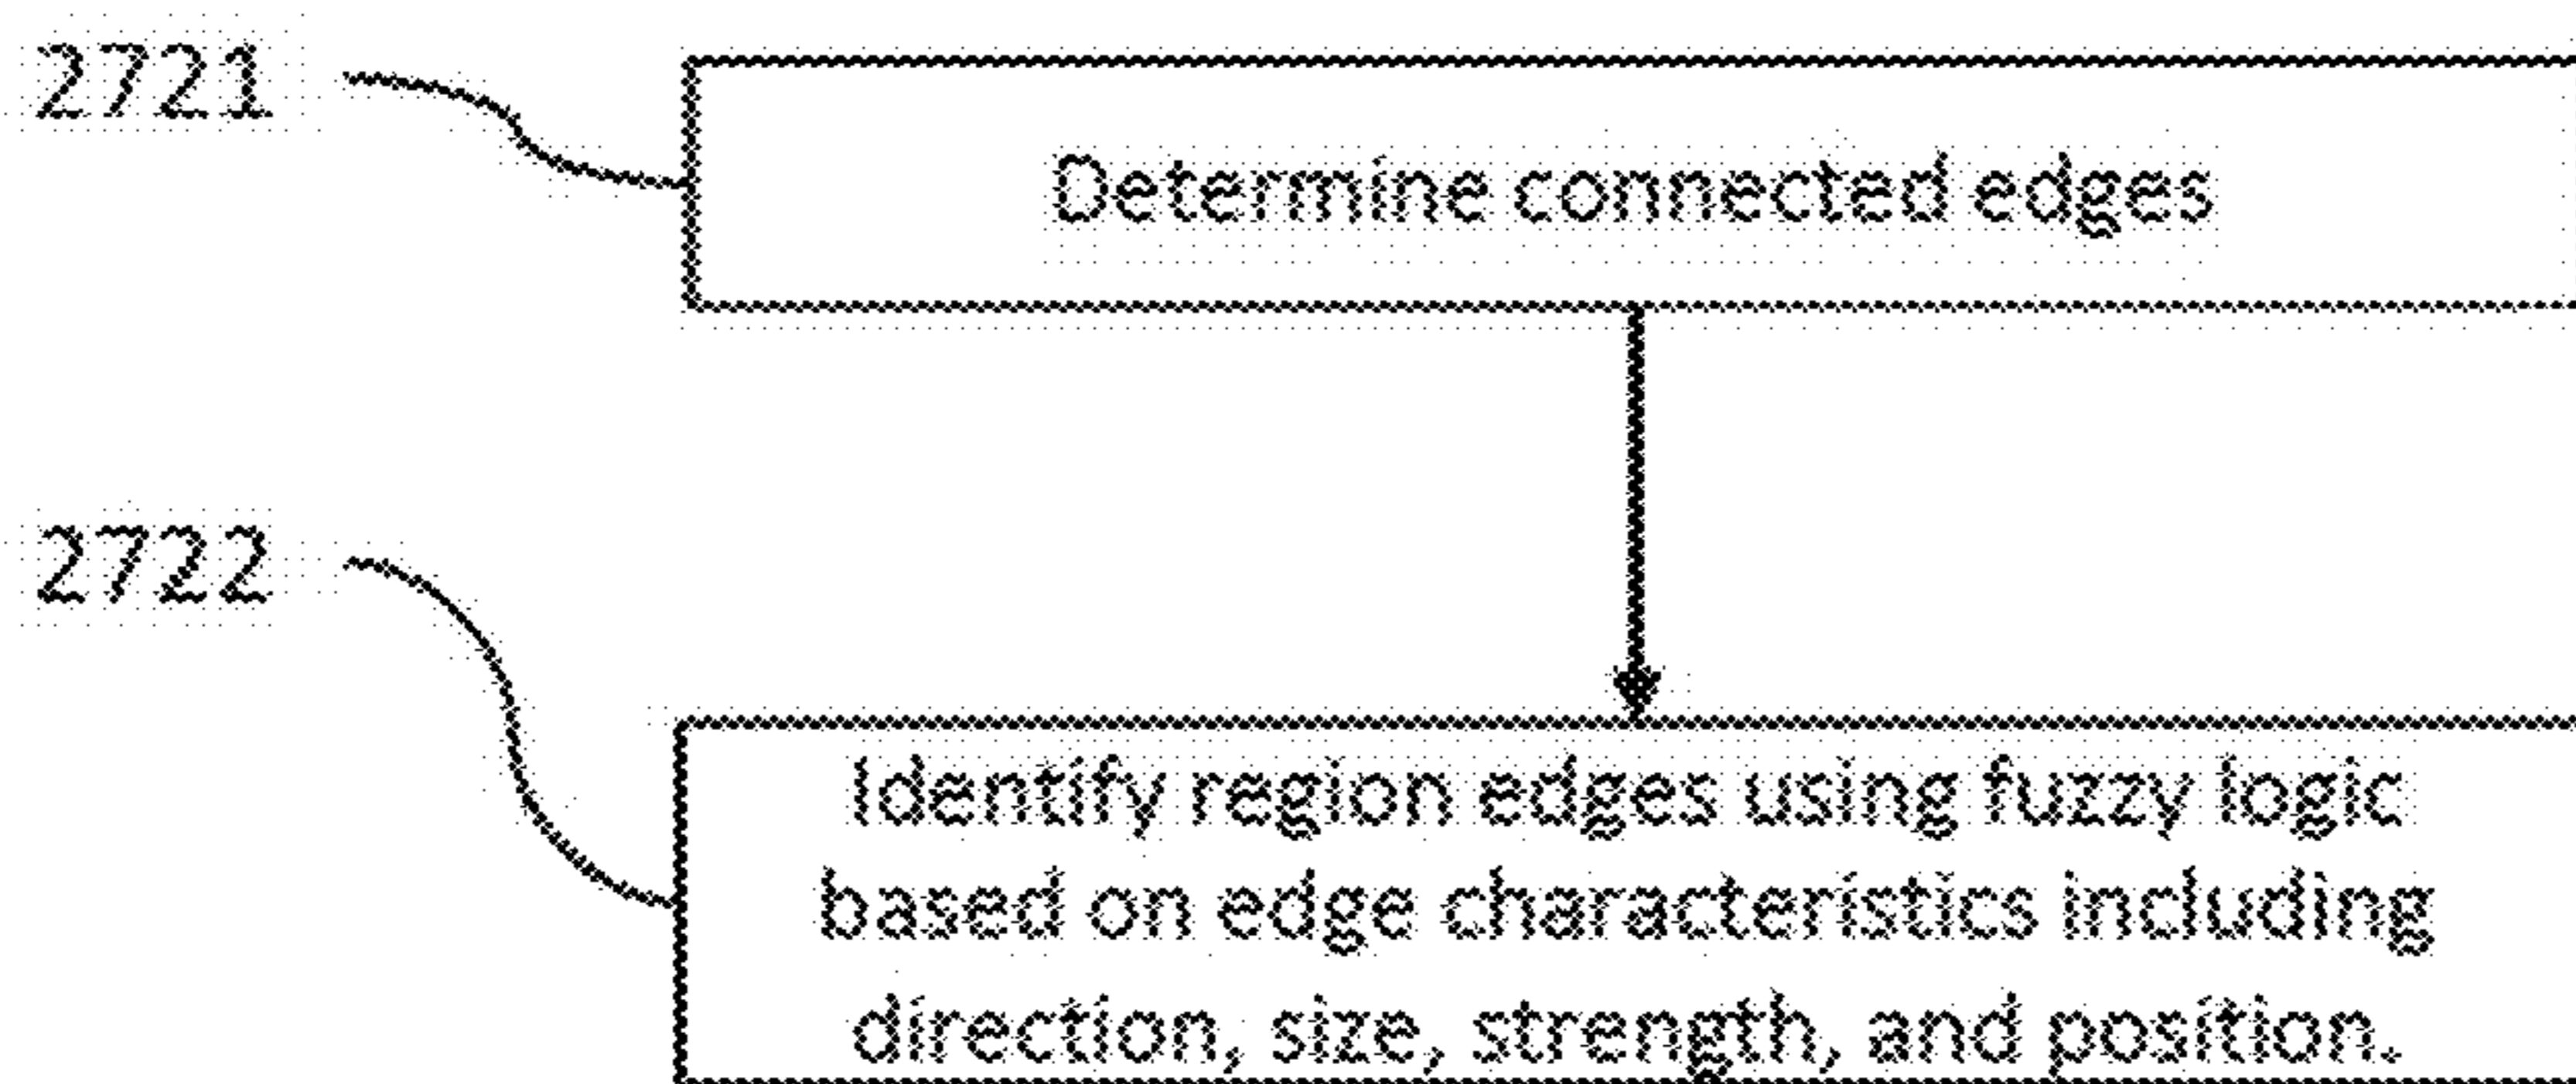 2721
Determine connected edges
2722
Identify region edges using fuzzy logic
based on edge characteristics including
direction, size, strength, and position.